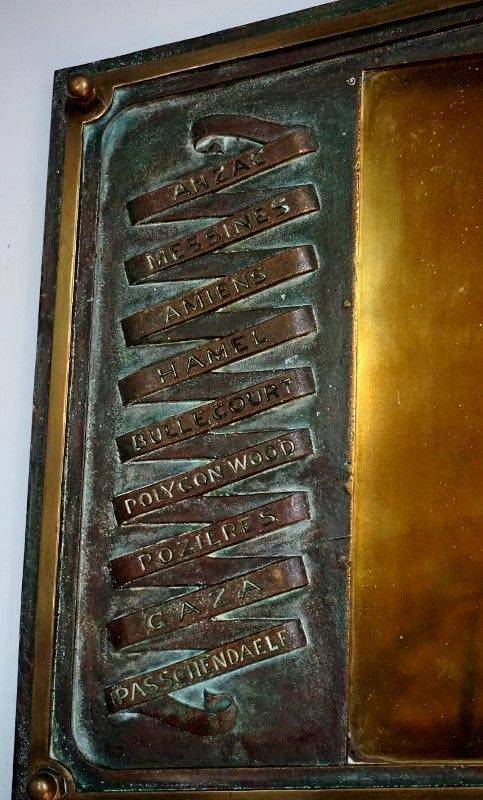 ANZAC
MESSINES
AMIENS
HAMEL
BULLECOURT
POLYGON WOOD
POZIERES
GAZA
PASSCHENDAELE